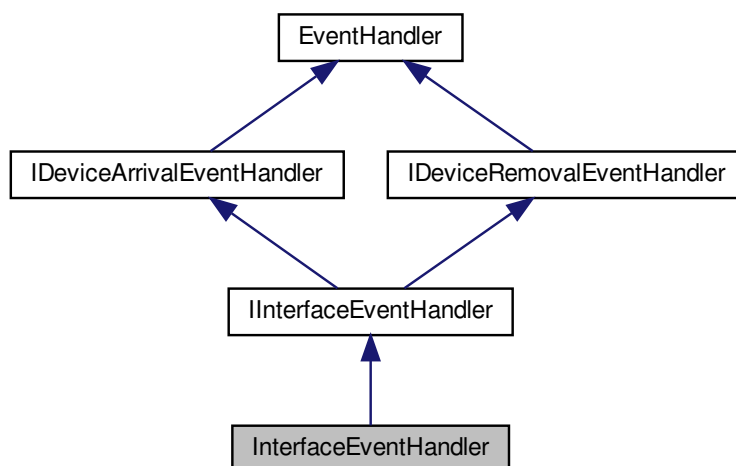 EventHandler
IDeviceArrivalEventHandler
IDeviceRemovalEventHandler
IInterfaceEventHandler
InterfaceEventHandler